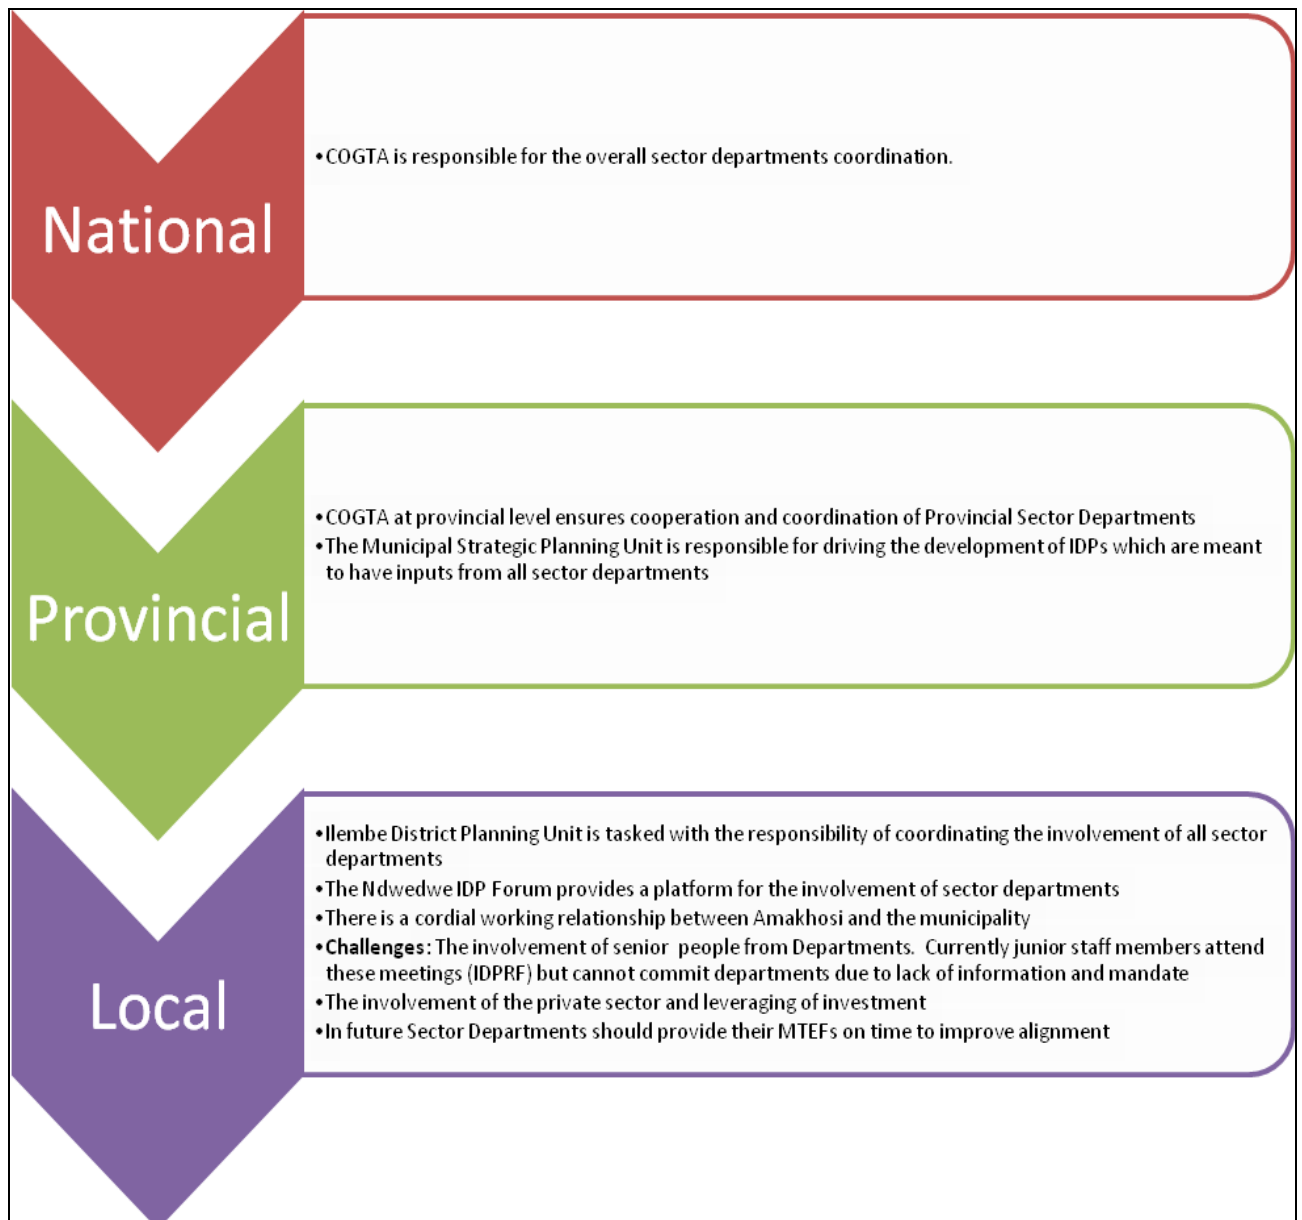 National
•COGTA is responsible for the overall sector departments coordination.
Provincial
•COGTA at provincial level ensures cooperation and coordination of Provincial Sector Departments
•The Municipal Strategic Planning Unit is responsible for driving the development of IDPs which are meant
to have inputs from all sector departments
Local
•Ilembe District Planning Unit is tasked with the responsibility of coordinating the involvement of all sector
departments
•The Ndwedwe IDP Forum provides a platform for the involvement of sector departments
•There is a cordial working relationship between Amakhosi and the municipality
•Challenges: The involvement of senior people from Departments. Currently junior staff members attend
these meetings (IDPRF) but cannot commit departments due to lack of information and mandate
•The involvement of the private sector and leveraging of investment
•In future Sector Departments should provide their MTEFs on time to improve alignment